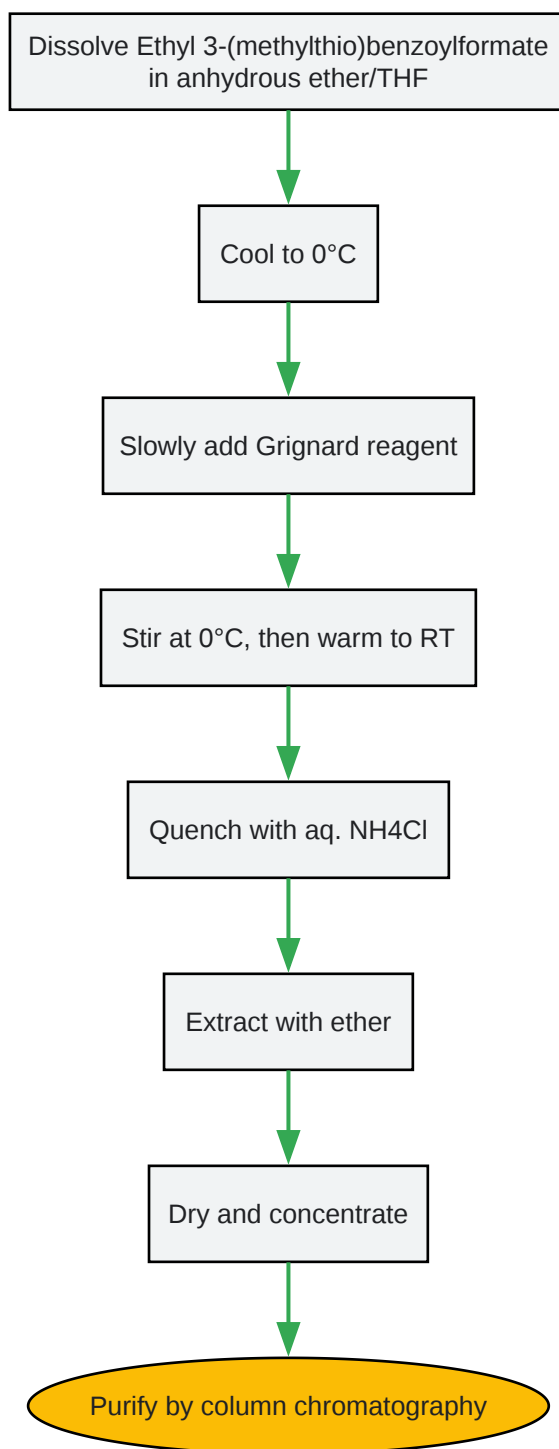 Dissolve Ethyl 3-(methylthio)benzoylformate
in anhydrous ether/THF
Cool to 0°C
Slowly add Grignard reagent
Stir at 0°C, then warm to RT
Quench with aq. NH4Cl
Extract with ether
Dry and concentrate
Purify by column chromatography